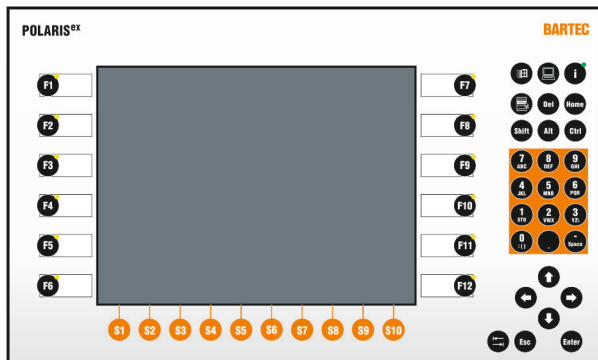 POLARISex
BARTEC
F1
F2
F3
F4
F5
F6
F7
F8
F9
F10
F11
F12
i
Del
Home
Shift
Alt
Ctrl
7
ABC
8
DEF
9
GHI
4
JKL
5
MNO
6
PQR
1
STU
2
VWX
3
YZ\
0
:()
.
-
Space
Esc
Enter
S1
S2
S3
S4
S5
S6
S7
S8
S9
S10